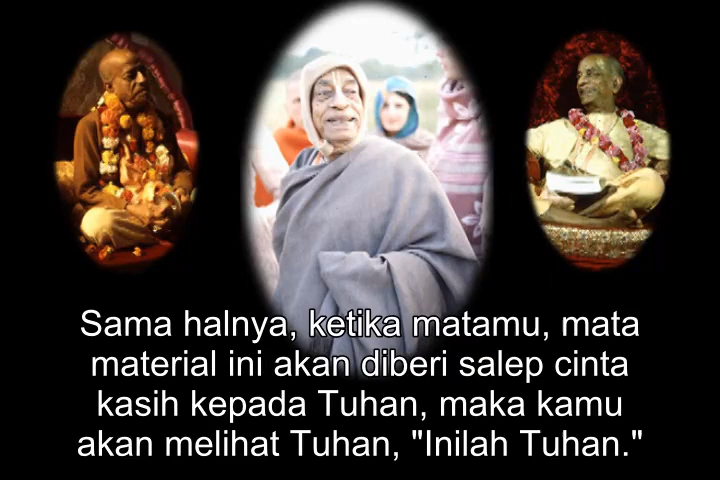 Sama halnya, ketika matamu, mata
material ini akan diberi salep cinta
kasih kepada Tuhan, maka kamu
akan melihat Tuhan, "Inilah Tuhan."